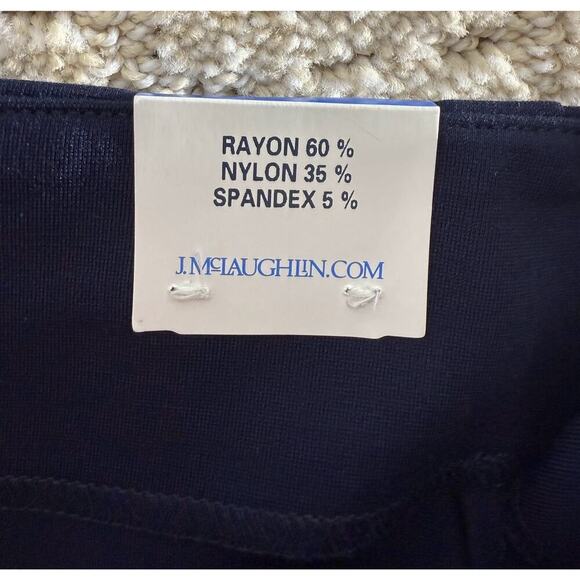 RAYON 60 %
NYLON 35 %
SPANDEX 5 %
J.McLAUGHLIN.COM